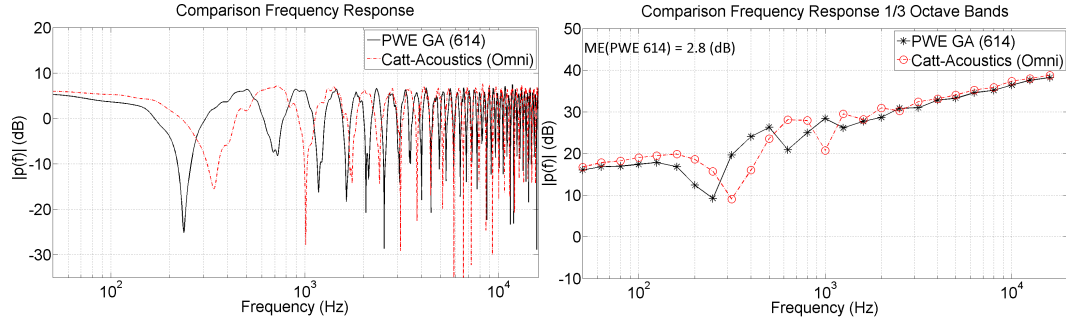 Comparison Frequency Response
20
10
0
-10
-20
-30
|p(f)| (dB)
PWE GA (614)
Catt-Acoustics (Omni)
10^2
10^3
10^4
Frequency (Hz)
Comparison Frequency Response 1/3 Octave Bands
50
40
30
20
10
0
-10
|p(f)| (dB)
ME(PWE 614) = 2.8 (dB)
PWE GA (614)
Catt-Acoustics (Omni)
10^2
10^3
10^4
Frequency (Hz)